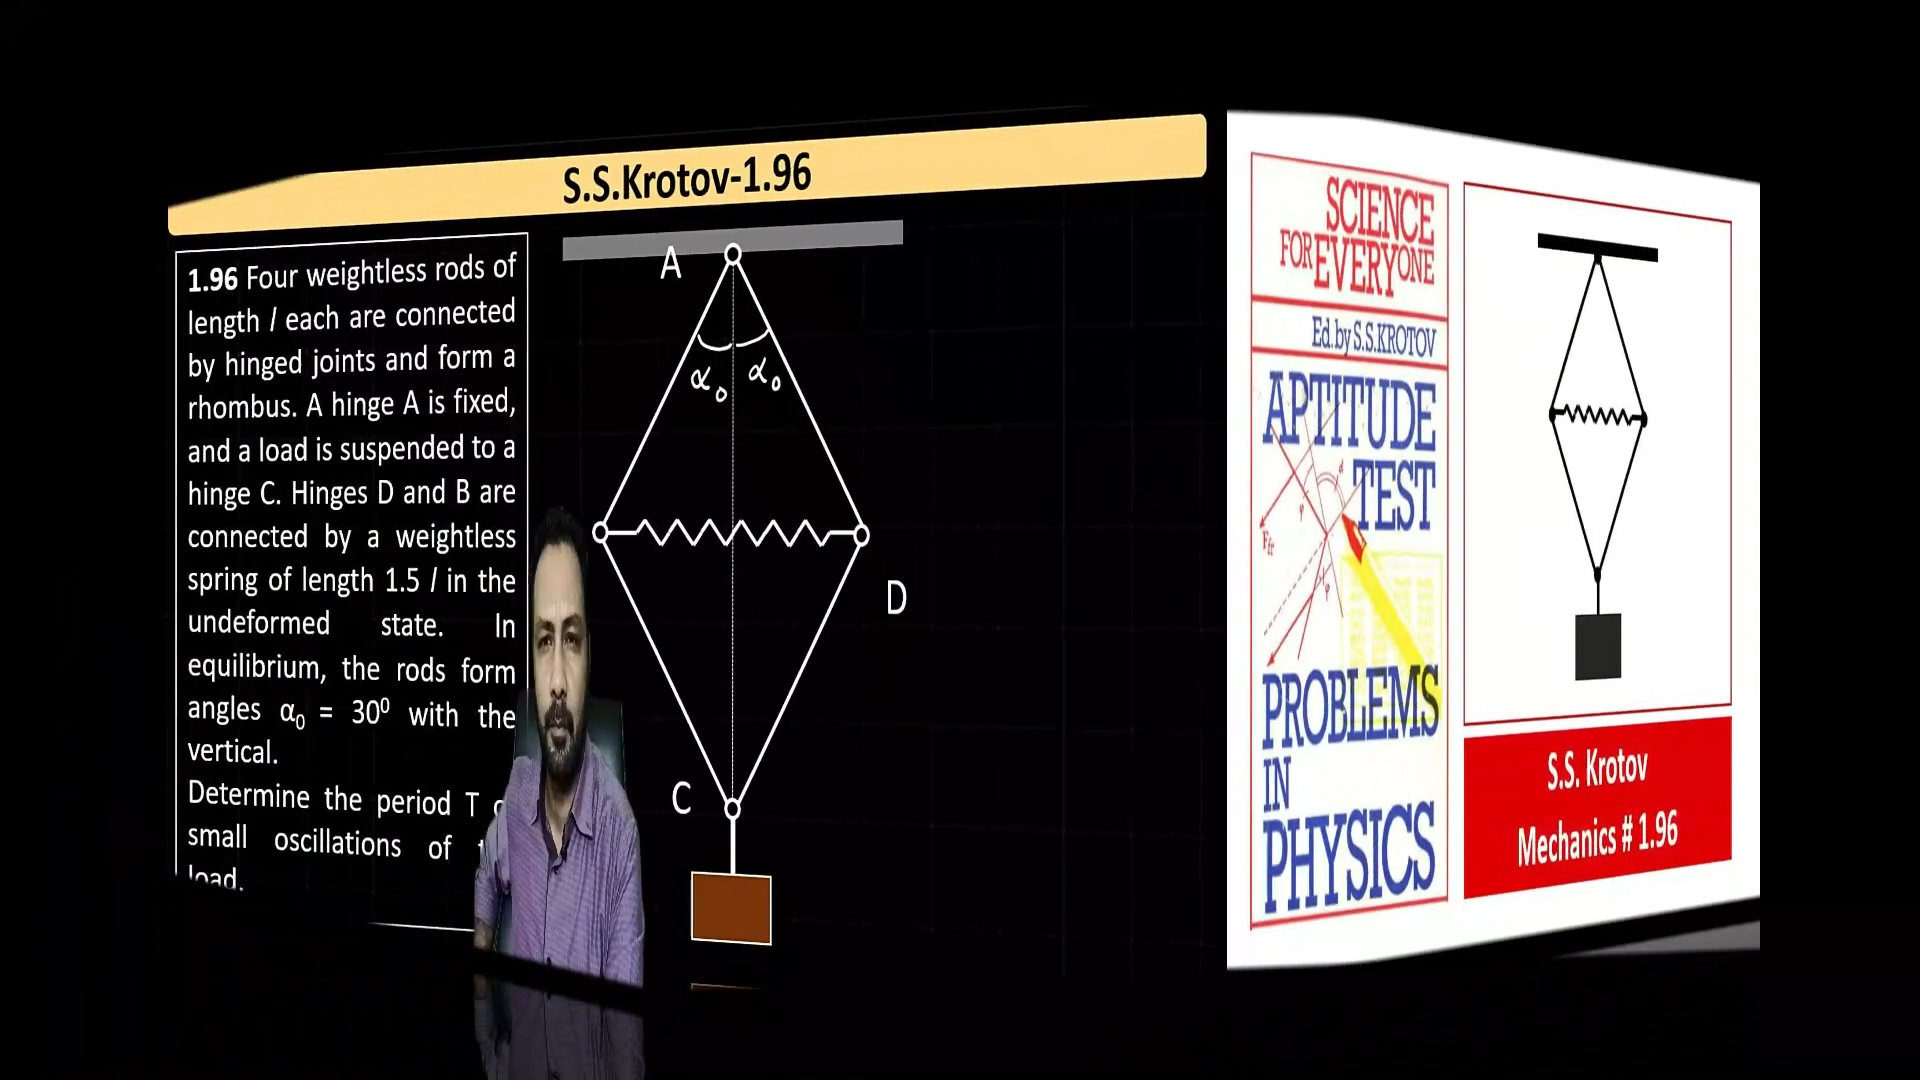 S.S.Krotov-1.96
1.96 Four weightless rods of
length l each are connected
by hinged joints and form a
rhombus. A hinge A is fixed,
and a load is suspended to a
hinge C. Hinges D and B are
connected by a weightless
spring of length 1.5 l in the
undeformed state. In
equilibrium, the rods form
angles α₀ = 30⁰ with the
vertical.
Determine the period T
small oscillations of
load.
A
α₀ α₀
D
C
SCIENCE
FOR EVERYONE
Ed. by S.S.KROTOV
APTITUDE
TEST
PROBLEMS
IN
PHYSICS
S.S. Krotov
Mechanics # 1.96